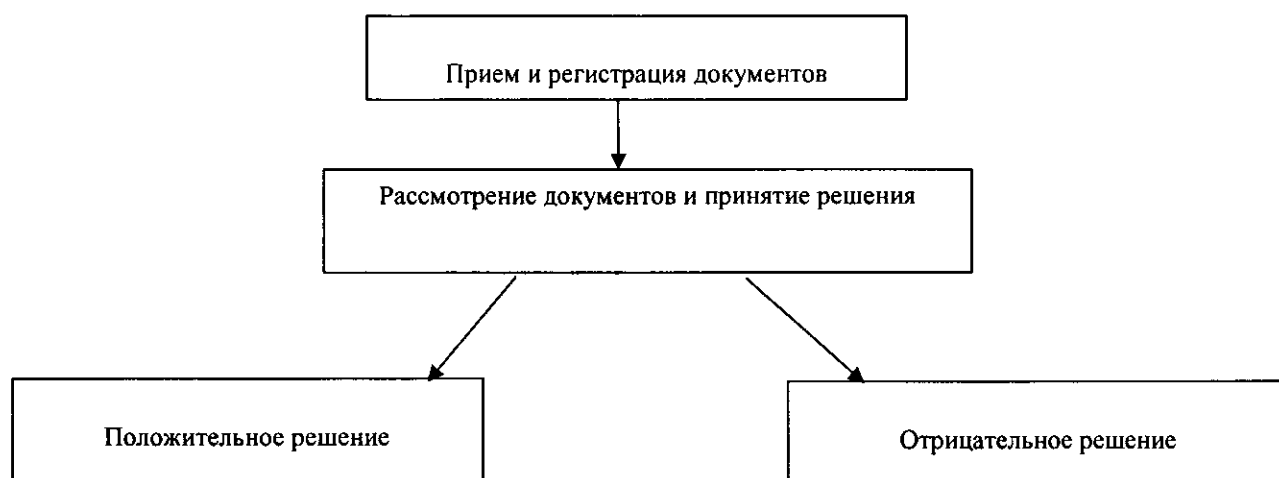 Прием и регистрация документов
Рассмотрение документов и принятие решения
Положительное решение
Отрицательное решение